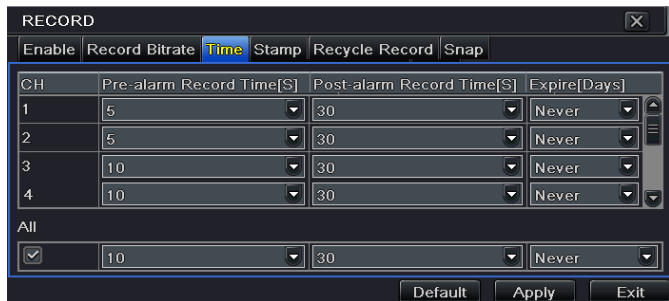 RECORD
Enable Record Bitrate Time Stamp Recycle Record Snap
CH Pre-alarm Record Time[S] Post-alarm Record Time[S] Expire[Days]
1 5 30 Never
2 5 30 Never
3 10 30 Never
4 10 30 Never
All
10 30 Never
Default Apply Exit